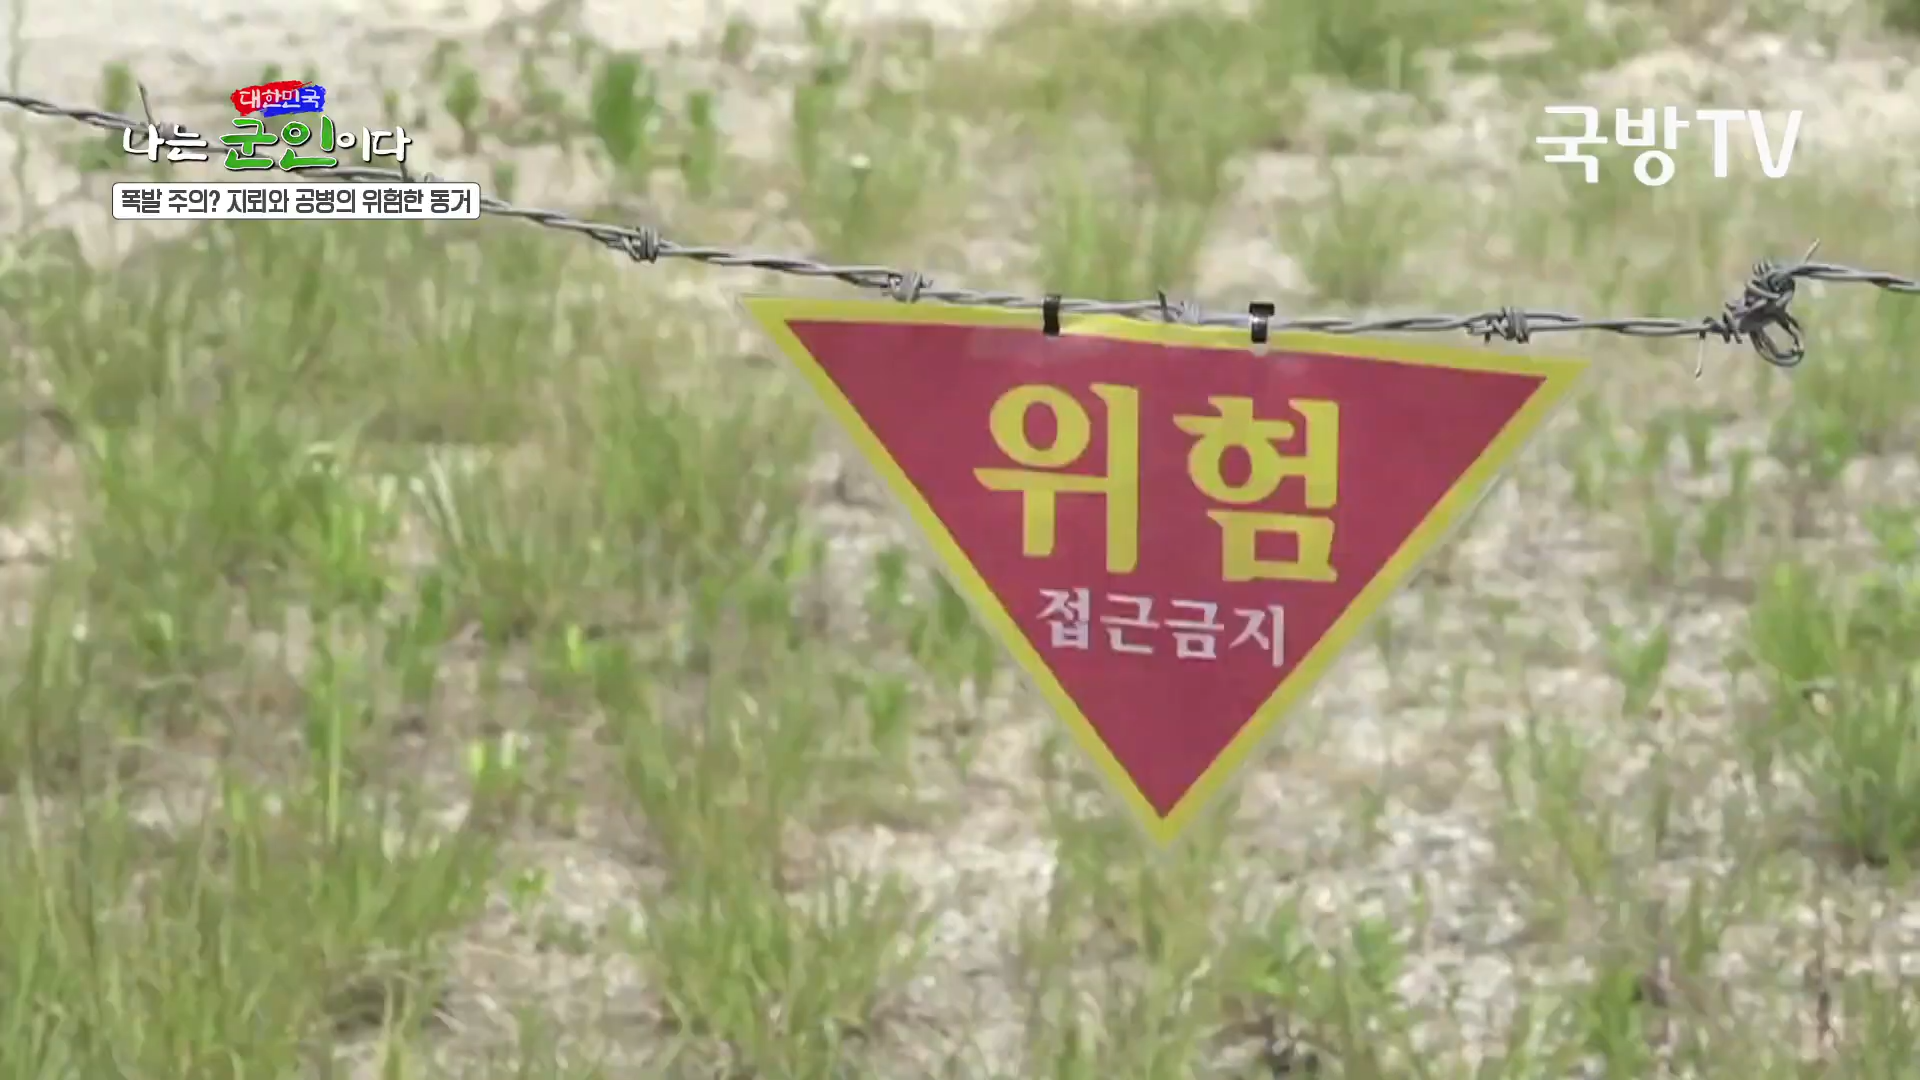 대한민국
나는 군인이다
폭발 주의? 지뢰와 공병의 위험한 동거
국방TV
위험
접근금지